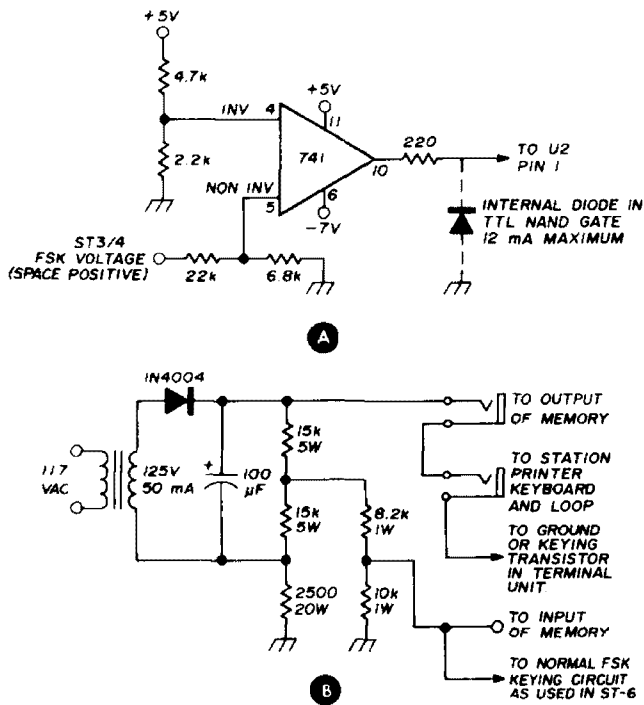 +5V
4.7k
INV
4
+5V
11
2.2k
741
220
10
TO U2
PIN 1
NON INV
5
6
-7V
INTERNAL DIODE IN
TTL NAND GATE
12 mA MAXIMUM
ST3/4
FSK VOLTAGE
(SPACE POSITIVE)
22k
6.8k
A
1N4004
TO OUTPUT
OF MEMORY
15k
5W
117
VAC
125V
50 mA
+
100
µF
TO STATION
PRINTER
KEYBOARD
AND LOOP
15k
5W
8.2k
1W
TO GROUND
OR KEYING
TRANSISTOR
IN TERMINAL
UNIT
2500
20W
10k
1W
TO INPUT
OF MEMORY
TO NORMAL FSK
KEYING CIRCUIT
AS USED IN ST-6
B